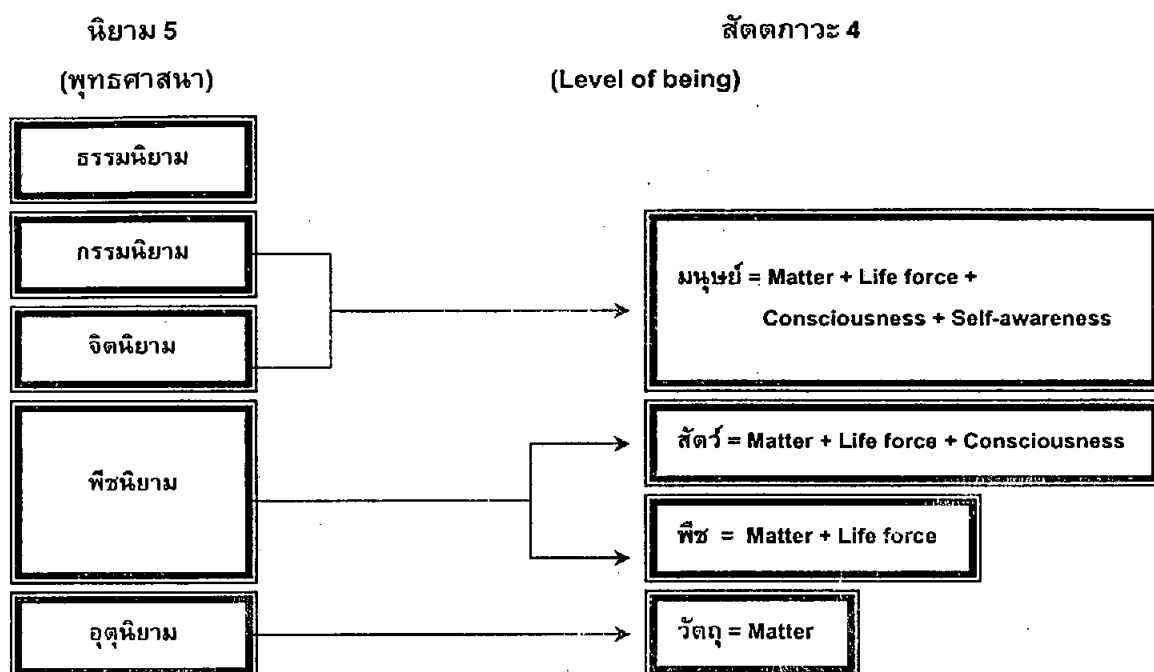 นิยาม 5
(พุทธศาสนา)
สัตตภาวะ 4
(Level of being)
ธรรมนิยาม
กรรมนิยาม
จิตนิยาม
พีชนิยาม
อุตุนิยาม
มนุษย์ = Matter + Life force +
Consciousness + Self-awareness
สัตว์ = Matter + Life force + Consciousness
พืช = Matter + Life force
วัตถุ = Matter